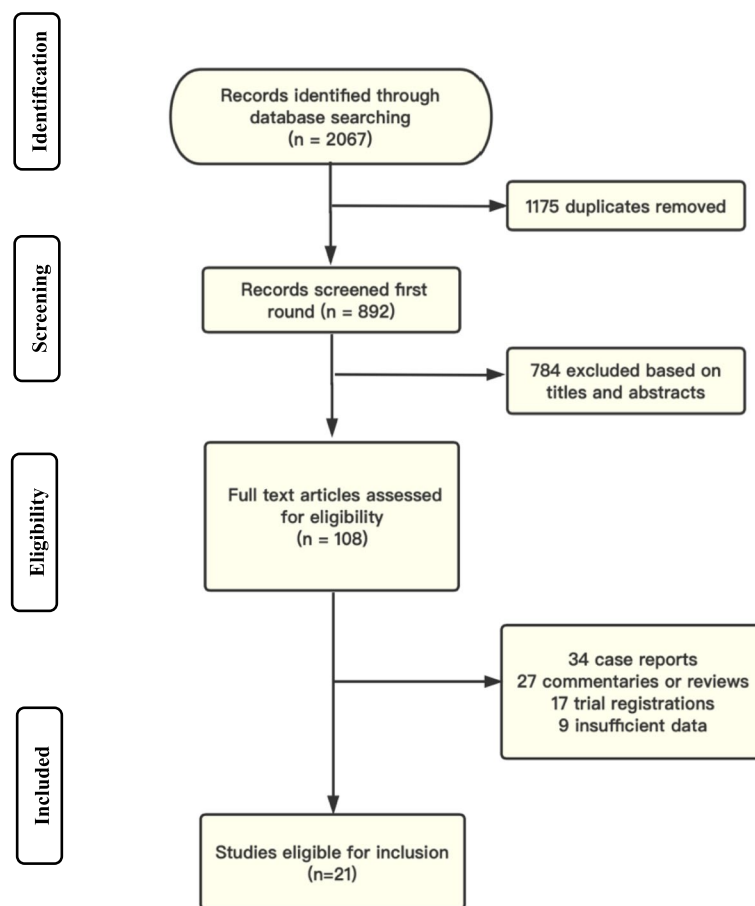 Identification
Records identified through
database searching
(n = 2067)
1175 duplicates removed
Screening
Records screened first
round (n = 892)
784 excluded based on
titles and abstracts
Eligibility
Full text articles assessed
for eligibility
(n = 108)
34 case reports
27 commentaries or reviews
17 trial registrations
9 insufficient data
Included
Studies eligible for inclusion
(n=21)